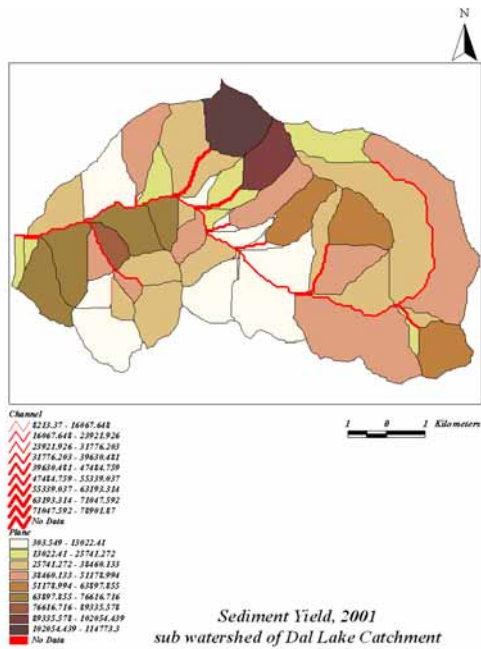 N
Channel
8213.37 - 16067.648
16067.648 - 23921.926
23921.926 - 31776.203
31776.203 - 39630.481
39630.481 - 47484.759
47484.759 - 55339.037
55339.037 - 63193.314
63193.314 - 71047.592
71047.592 - 78901.87
No Data
Plane
303.549 - 13022.41
13022.41 - 25741.272
25741.272 - 38460.133
38460.133 - 51178.994
51178.994 - 63897.855
63897.855 - 76616.716
76616.716 - 89335.578
89335.578 - 102054.439
102054.439 - 114773.3
No Data
1 0 1 Kilometers
Sediment Yield, 2001
sub watershed of Dal Lake Catchment